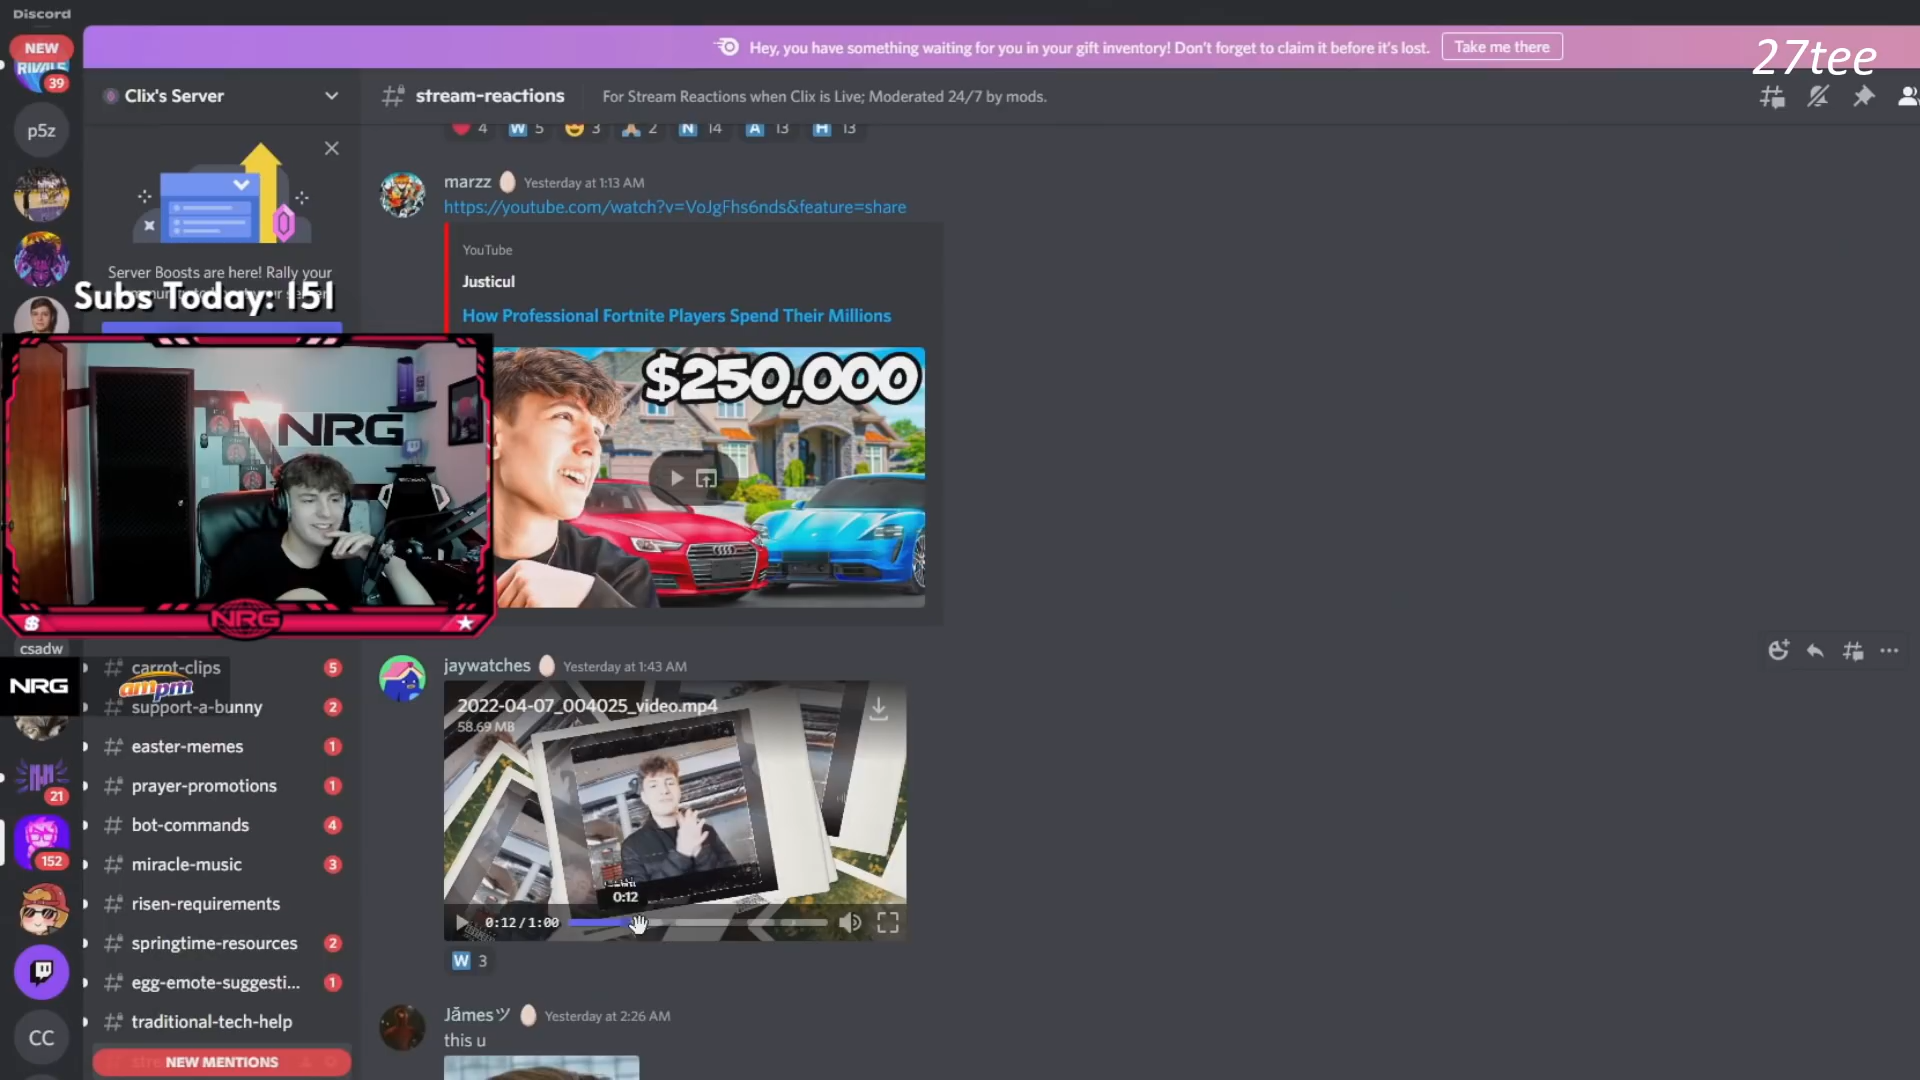 Discord
NEW
RIVALS
39
Hey, you have something waiting for you in your gift inventory! Don't forget to claim it before it's lost.
Take me there
27tee
Clix's Server
stream-reactions
For Stream Reactions when Clix is Live; Moderated 24/7 by mods.
p5z
4
W 5
3
2
N 14
A 13
H 13
marzz
Yesterday at 1:13 AM
https://youtube.com/watch?v=VoJgFhs6nds&feature=share
YouTube
Justicul
How Professional Fortnite Players Spend Their Millions
Server Boosts are here! Rally your
Subs Today: 151
$250,000
NRG
NRG
csadw
NRG
ampm
carrot-clips
5
support-a-bunny
2
easter-memes
1
prayer-promotions
1
21
bot-commands
4
152
miracle-music
3
risen-requirements
springtime-resources
2
egg-emote-suggesti...
1
traditional-tech-help
CC
NEW MENTIONS
jaywatches
Yesterday at 1:43 AM
2022-04-07_004025_video.mp4
58.69 MB
0:12
0:12/1:00
W 3
Jămesツ
Yesterday at 2:26 AM
this u